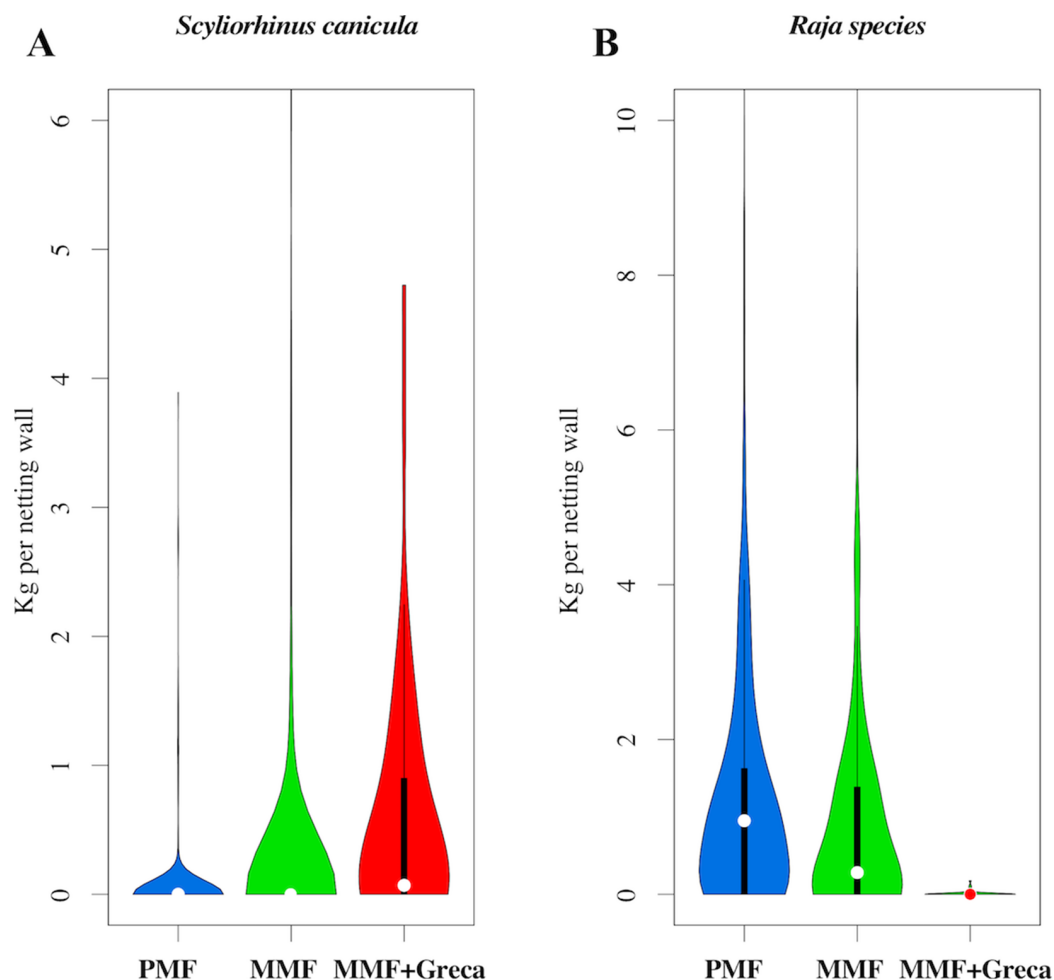 A
Scyliorhinus canicula
Kg per netting wall
6
5
4
3
2
1
0
PMF
MMF
MMF+Greca
B
Raja species
Kg per netting wall
10
8
6
4
2
0
PMF
MMF
MMF+Greca